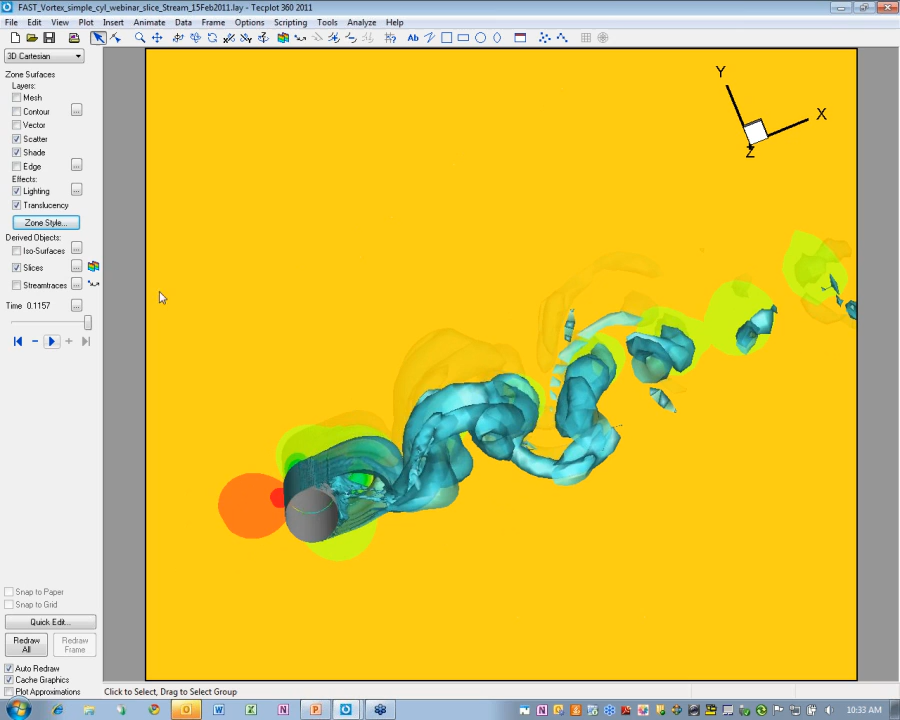 FAST_Vortex_simple_cyl_webinar_slice_Stream_15Feb2011.lay - Tecplot 360 2011
File View Plot Insert Animate Data Frame Options Scripting Tools Analyze Help
3D Cartesian
Zone Surfaces
Layers:
Mesh
Contour
Vector
Scatter
Shade
Edge
Effects:
Lighting
Translucency
Zone Style...
Derived Objects:
Iso-Surfaces
Slices
Streamtraces
Time 0.1157
Y
X
Z
Snap to Paper
Snap to Grid
Quick Edit...
Redraw All
Redraw Frame
Auto Redraw
Cache Graphics
Plot Approximations
Click to Select, Drag to Select Group
10:33 AM